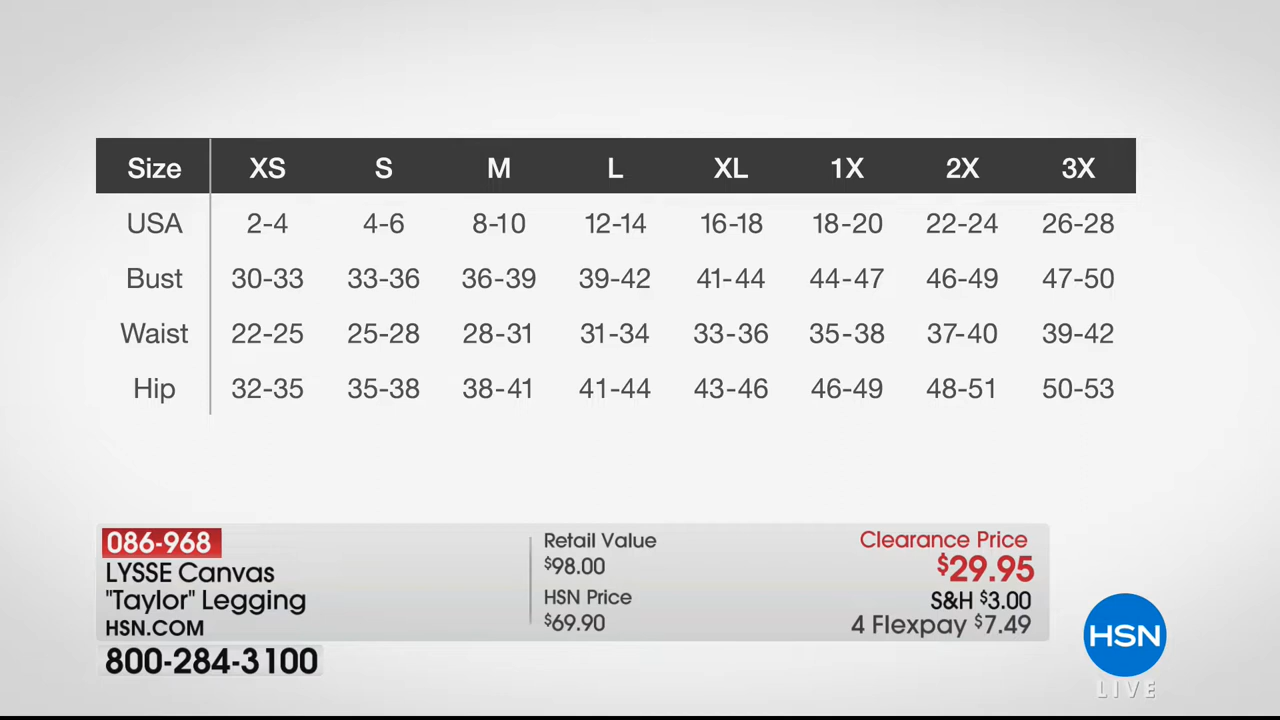 Size XS S M L XL 1X 2X 3X
USA 2-4 4-6 8-10 12-14 16-18 18-20 22-24 26-28
Bust 30-33 33-36 36-39 39-42 41-44 44-47 46-49 47-50
Waist 22-25 25-28 28-31 31-34 33-36 35-38 37-40 39-42
Hip 32-35 35-38 38-41 41-44 43-46 46-49 48-51 50-53
086-968
LYSSE Canvas
"Taylor" Legging
HSN.COM
800-284-3100
Retail Value
$98.00
HSN Price
$69.90
Clearance Price
$29.95
S&H $3.00
4 Flexpay $7.49
HSN
LIVE